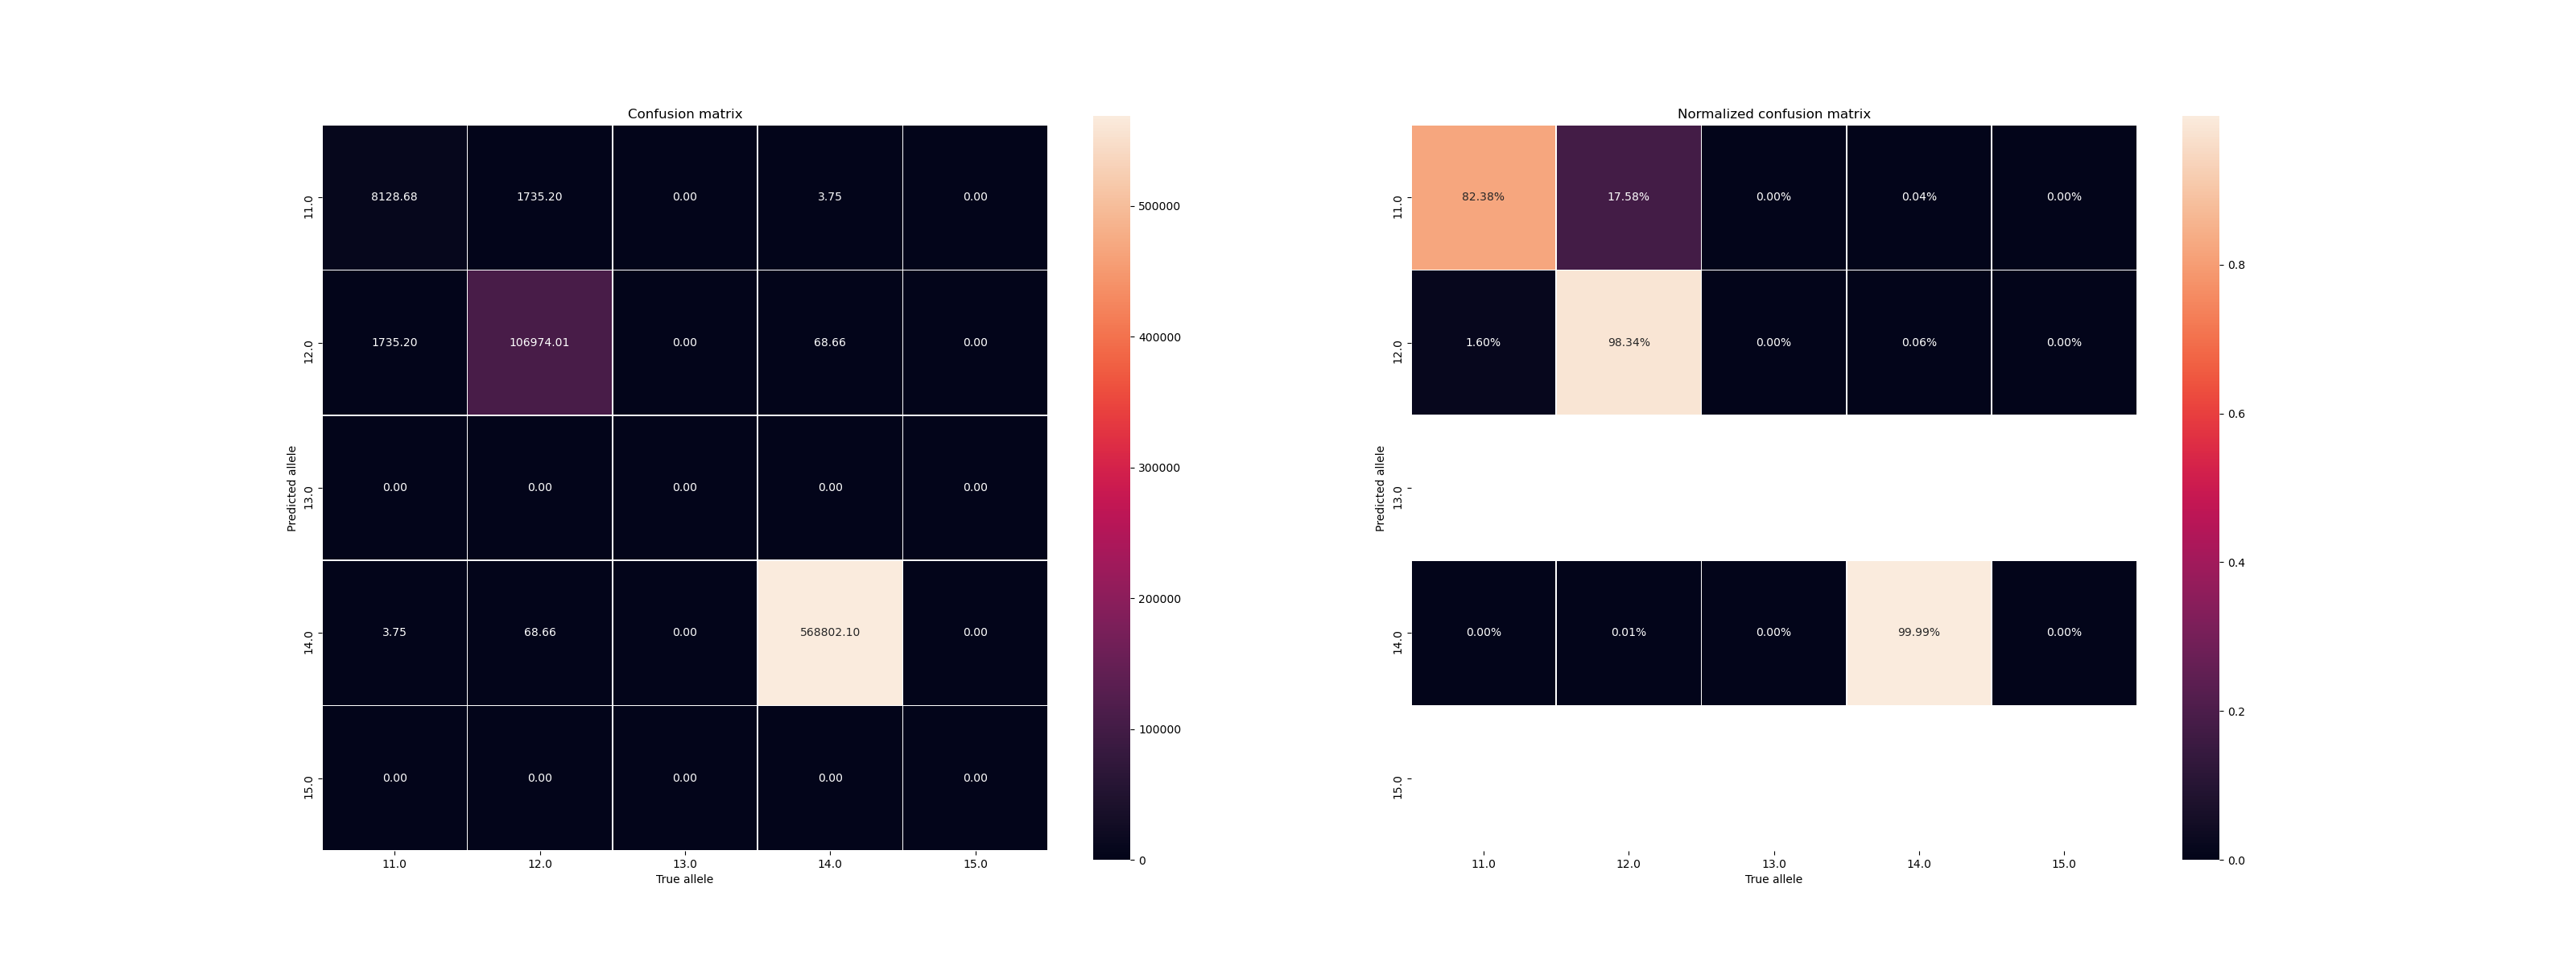 Confusion matrix
11.0 8128.68 1735.20 0.00 3.75 0.00
12.0 1735.20 106974.01 0.00 68.66 0.00
13.0 0.00 0.00 0.00 0.00 0.00
14.0 3.75 68.66 0.00 568802.10 0.00
15.0 0.00 0.00 0.00 0.00 0.00
Predicted allele
11.0 12.0 13.0 14.0 15.0
True allele
500000
400000
300000
200000
100000
0
Normalized confusion matrix
11.0 82.38% 17.58% 0.00% 0.04% 0.00%
12.0 1.60% 98.34% 0.00% 0.06% 0.00%
13.0
14.0 0.00% 0.01% 0.00% 99.99% 0.00%
15.0
Predicted allele
11.0 12.0 13.0 14.0 15.0
True allele
0.8
0.6
0.4
0.2
0.0